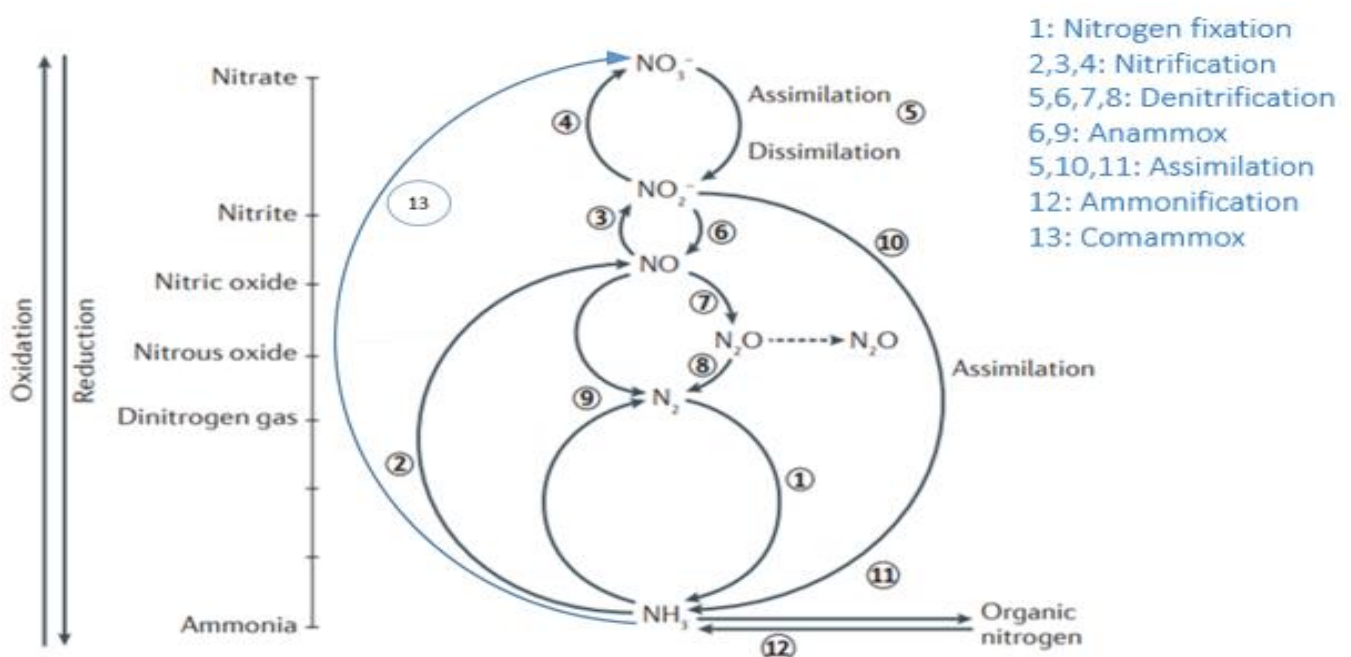 1: Nitrogen fixation
2,3,4: Nitrification
5,6,7,8: Denitrification
6,9: Anammox
5,10,11: Assimilation
12: Ammonification
13: Comammox
Oxidation
Reduction
Nitrate
Nitrite
Nitric oxide
Nitrous oxide
Dinitrogen gas
Ammonia
NO₃⁻
Assimilation
⑤
④
Dissimilation
13
NO₂⁻
③
⑥
⑩
NO
⑦
N₂O
N₂O
⑧
Assimilation
⑨
N₂
②
①
⑪
NH₃
Organic
nitrogen
⑫